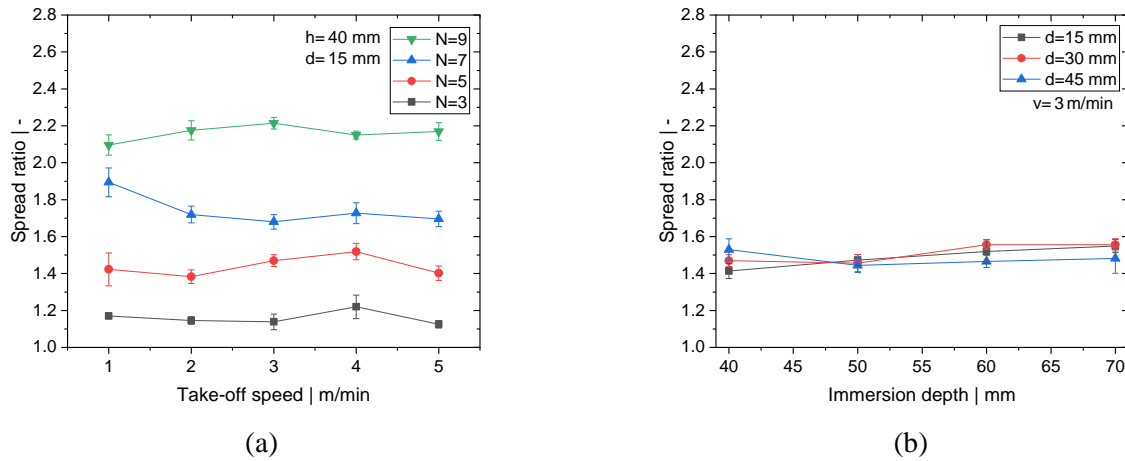 2.8
2.6
2.4
2.2
2.0
1.8
1.6
1.4
1.2
1.0
Spread ratio | -
h= 40 mm
d= 15 mm
N=9
N=7
N=5
N=3
1 2 3 4 5
Take-off speed | m/min
(a)
2.8
2.6
2.4
2.2
2.0
1.8
1.6
1.4
1.2
1.0
Spread ratio | -
d=15 mm
d=30 mm
d=45 mm
v= 3 m/min
40 45 50 55 60 65 70
Immersion depth | mm
(b)